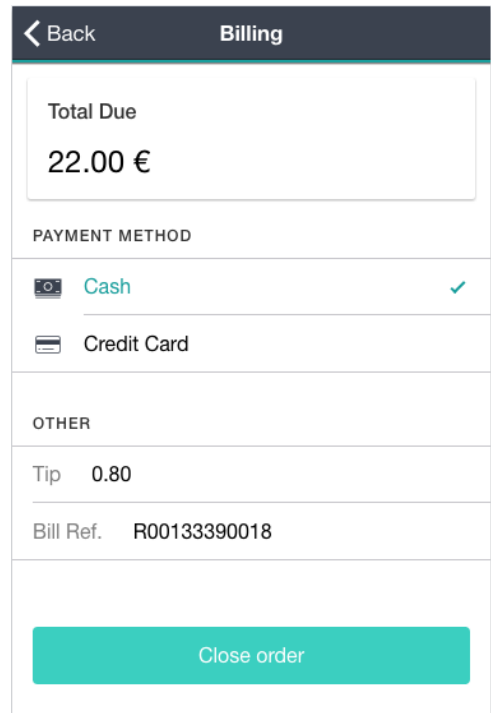 Back Billing
Total Due
22.00 €
PAYMENT METHOD
Cash
Credit Card
OTHER
Tip 0.80
Bill Ref. R00133390018
Close order